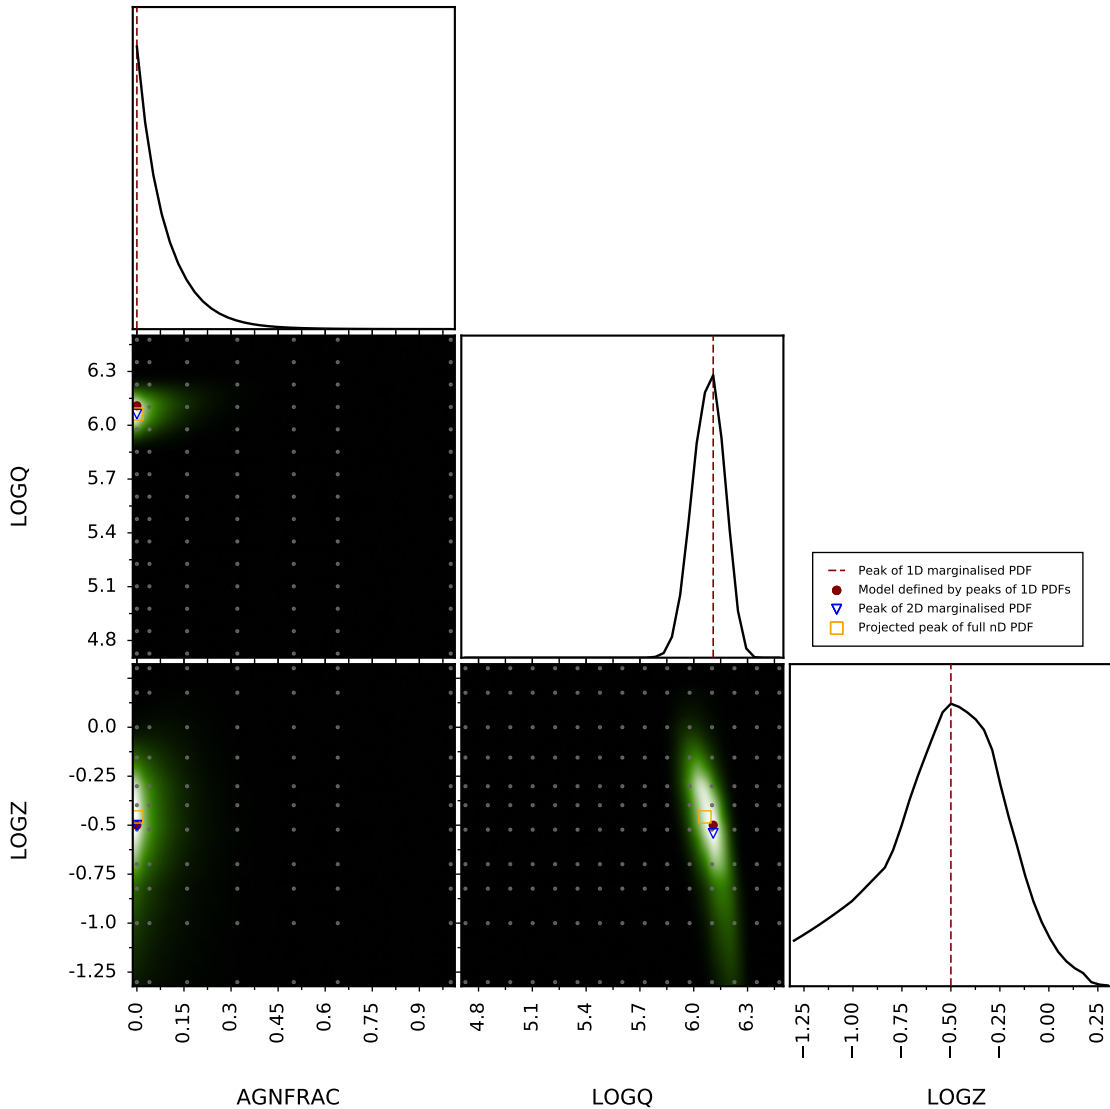 6.3
6.0
5.7
5.4
5.1
4.8
LOGQ
Peak of 1D marginalised PDF
Model defined by peaks of 1D PDFs
Peak of 2D marginalised PDF
Projected peak of full nD PDF
0.0
-0.25
-0.5
-0.75
-1.0
-1.25
LOGZ
0.0 0.15 0.3 0.45 0.6 0.75 0.9
4.8 5.1 5.4 5.7 6.0 6.3
−1.25 −1.00 −0.75 −0.50 −0.25 0.00 0.25
AGNFRAC LOGQ LOGZ